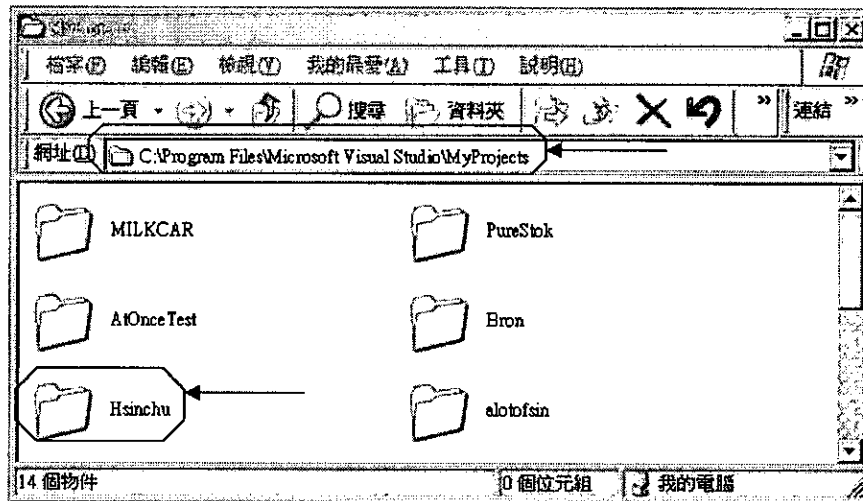 檔案(F) 編輯(E) 檢視(V) 我的最愛(A) 工具(T) 說明(H)
上一頁 搜尋 資料夾 » 連結 »
網址(D) C:\Program Files\Microsoft Visual Studio\MyProjects
MILKCAR PureStok
AtOnceTest Bron
Hsinchu alotofsin
14 個物件 0 個位元組 我的電腦